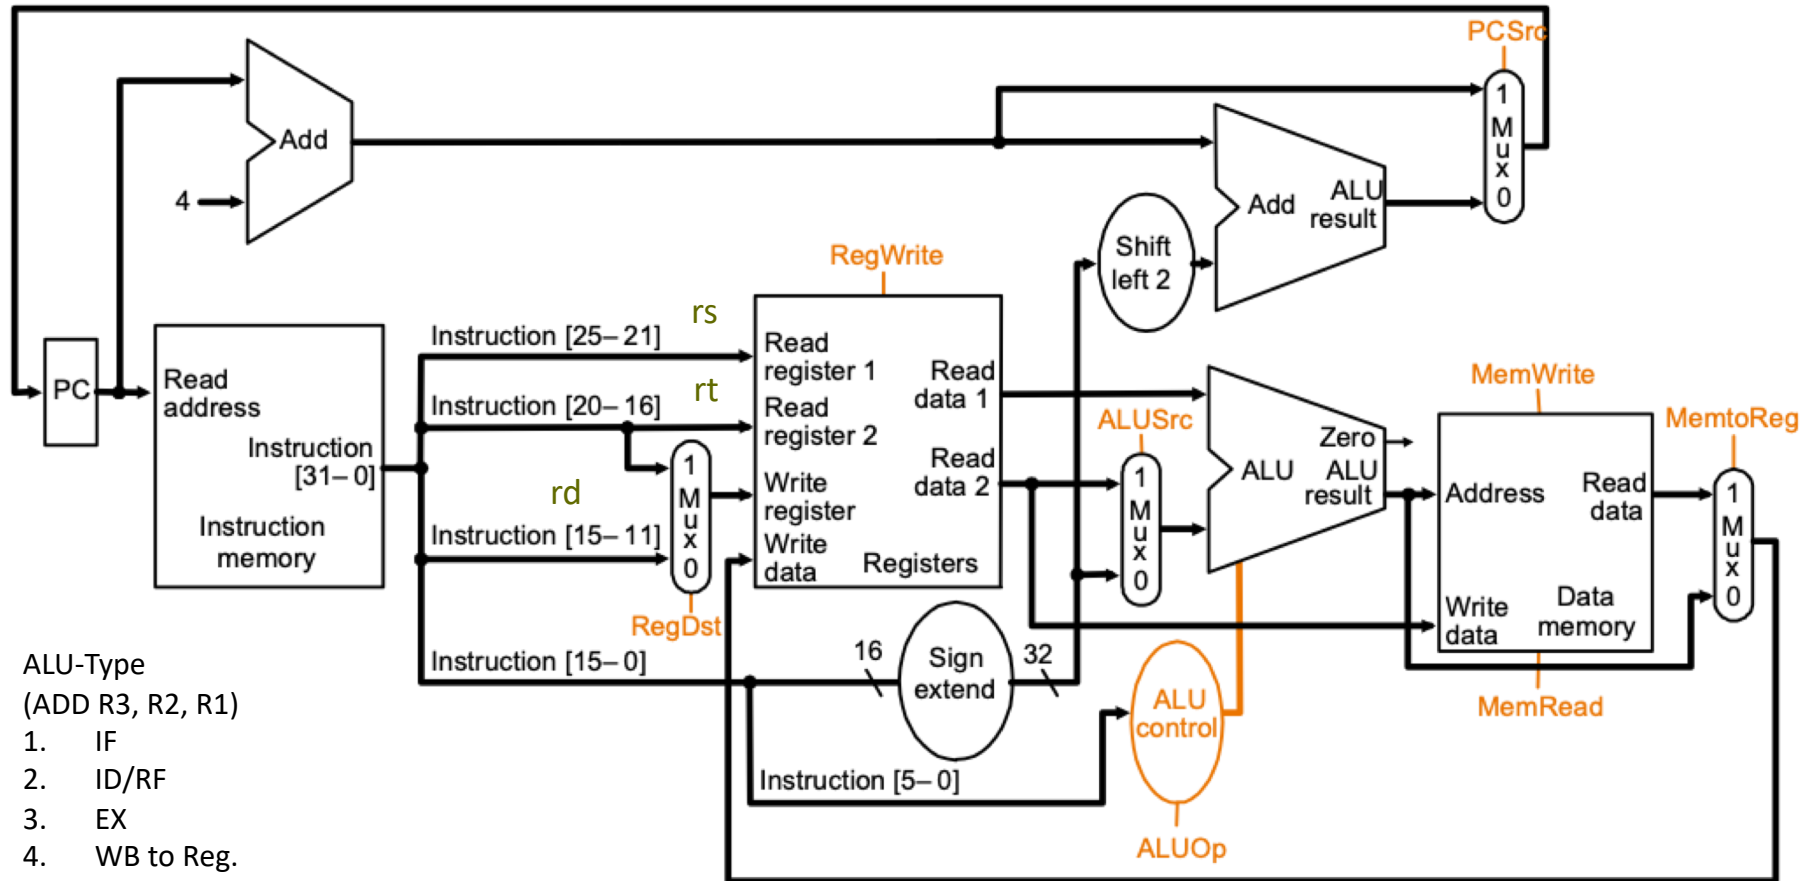 PCSrc
1
M
u
x
0
Add
4
Add
ALU
result
Shift
left 2
RegWrite
rs
Instruction [25–21]
rt
Instruction [20–16]
rd
Instruction [15–11]
Instruction [15–0]
PC
Read
address
Instruction
[31–0]
Instruction
memory
1
M
u
x
0
RegDst
Read
register 1
Read
register 2
Write
register
Write
data
Read
data 1
Read
data 2
Registers
ALUSrc
1
M
u
x
0
Zero
ALU
ALU
result
MemWrite
Address
Read
data
Write
data
Data
memory
MemRead
MemtoReg
1
M
u
x
0
16
Sign
extend
32
ALU
control
Instruction [5–0]
ALUOp
ALU-Type
(ADD R3, R2, R1)
1. IF
2. ID/RF
3. EX
4. WB to Reg.